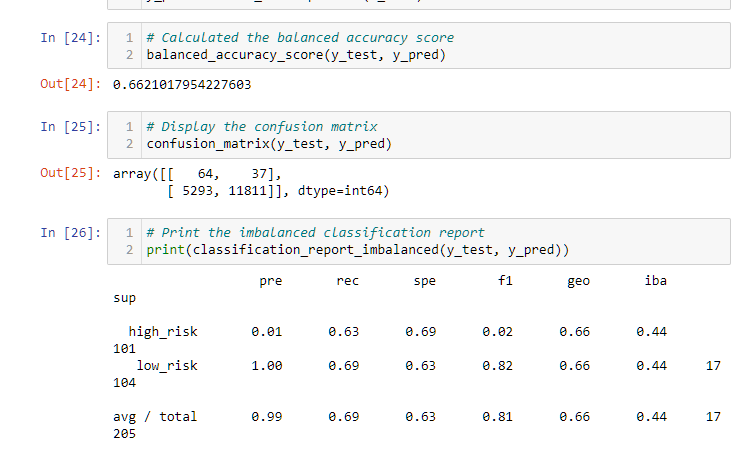 In [24]: 1 # Calculated the balanced accuracy score
2 balanced_accuracy_score(y_test, y_pred)
Out[24]: 0.6621017954227603
In [25]: 1 # Display the confusion matrix
2 confusion_matrix(y_test, y_pred)
Out[25]: array([[   64,    37],
       [ 5293, 11811]], dtype=int64)
In [26]: 1 # Print the imbalanced classification report
2 print(classification_report_imbalanced(y_test, y_pred))
pre rec spe f1 geo iba
sup
high_risk 0.01 0.63 0.69 0.02 0.66 0.44
101
low_risk 1.00 0.69 0.63 0.82 0.66 0.44 17
104
avg / total 0.99 0.69 0.63 0.81 0.66 0.44 17
205